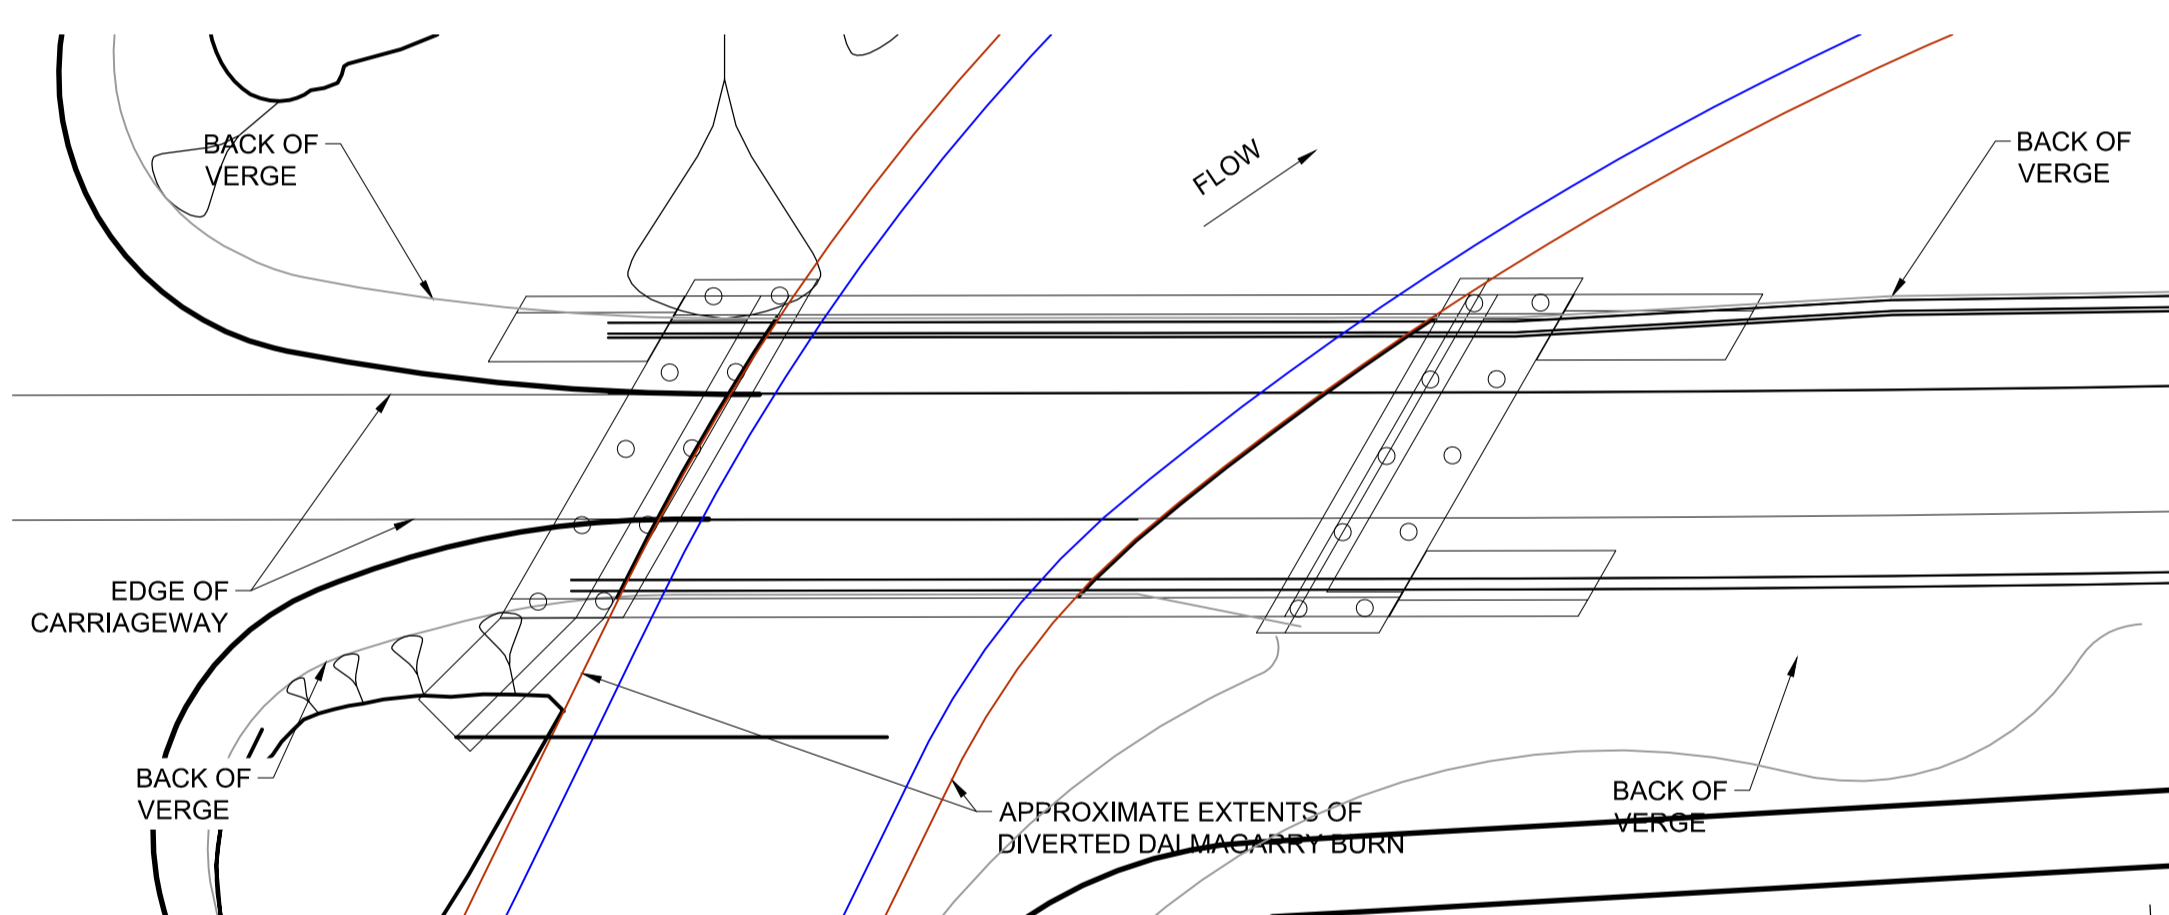 BACK OF
VERGE
FLOW
BACK OF
VERGE
EDGE OF
CARRIAGEWAY
BACK OF
VERGE
APPROXIMATE EXTENTS OF
DIVERTED DALMAGARRY BURN
BACK OF
VERGE